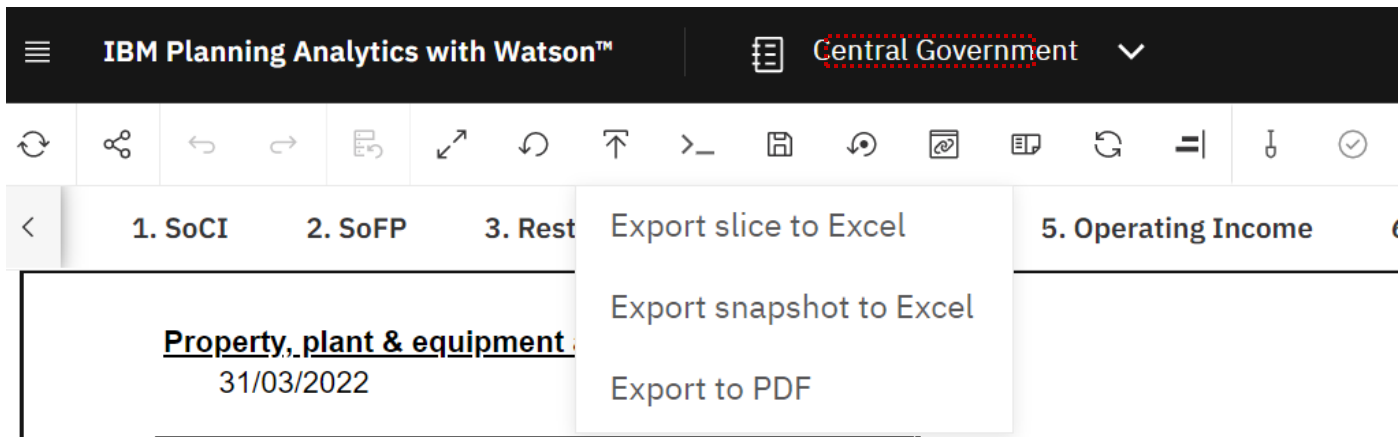 IBM Planning Analytics with Watson™ Central Government
1. SoCI 2. SoFP 3. Rest 5. Operating Income
Export slice to Excel
Export snapshot to Excel
Export to PDF
Property, plant & equipment
31/03/2022